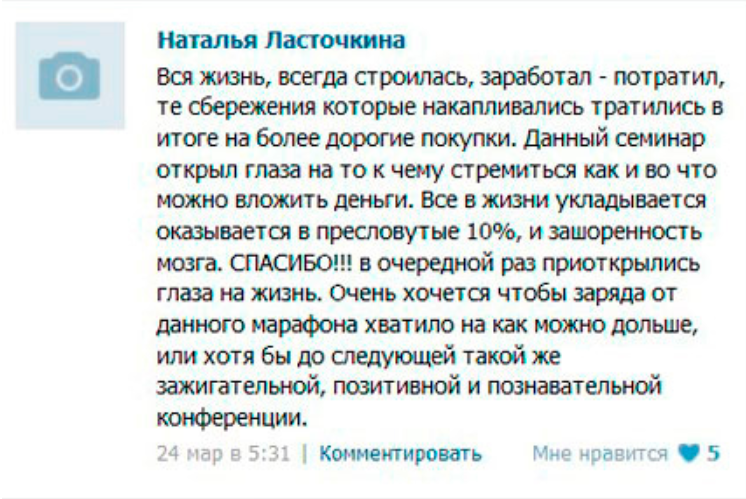 Наталья Ласточкина
Вся жизнь, всегда строилась, заработал - потратил,
те сбережения которые накапливались тратились в
итоге на более дорогие покупки. Данный семинар
открыл глаза на то к чему стремиться как и во что
можно вложить деньги. Все в жизни укладывается
оказывается в пресловутые 10%, и зашоренность
мозга. СПАСИБО!!! в очередной раз приоткрылись
глаза на жизнь. Очень хочется чтобы заряда от
данного марафона хватило на как можно дольше,
или хотя бы до следующей такой же
зажигательной, позитивной и познавательной
конференции.
24 мар в 5:31 | Комментировать Мне нравится 5